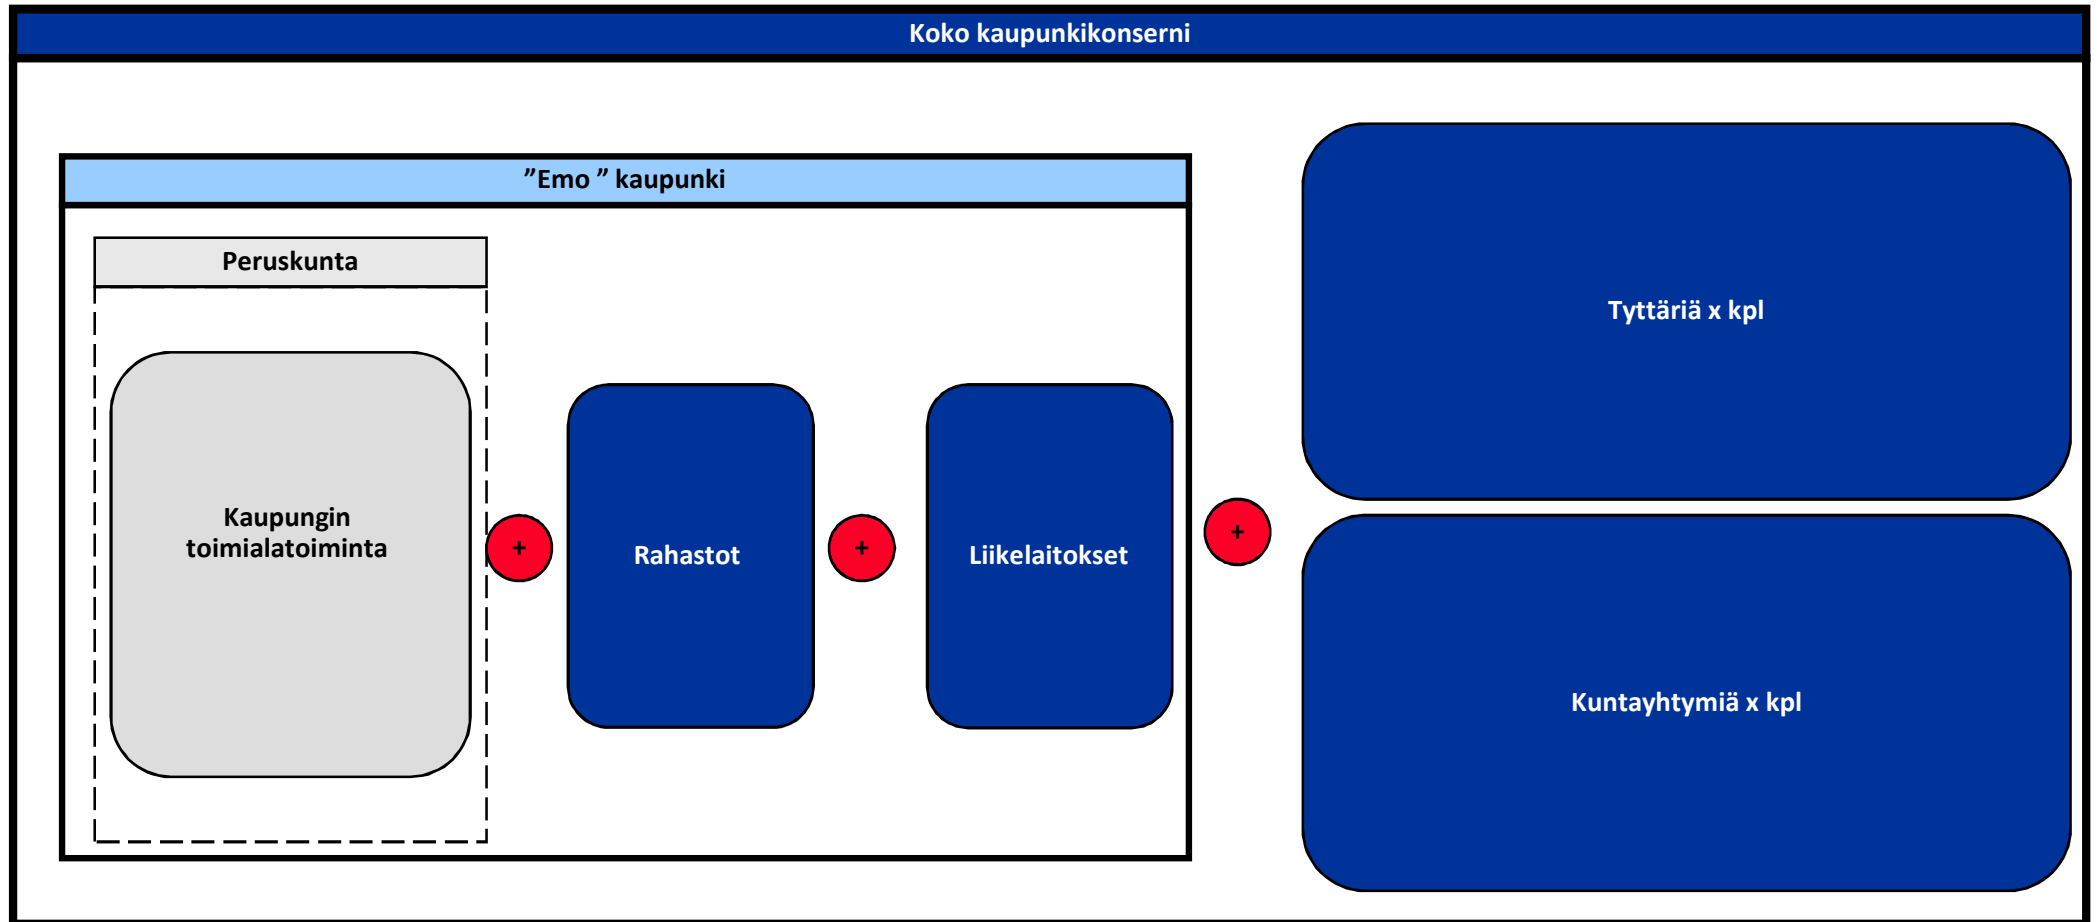 Koko kaupunkikonserni
”Emo ” kaupunki
Peruskunta
Kaupungin
toimialatoiminta
+
Rahastot
+
Liikelaitokset
+
Tyttäriä x kpl
Kuntayhtymiä x kpl